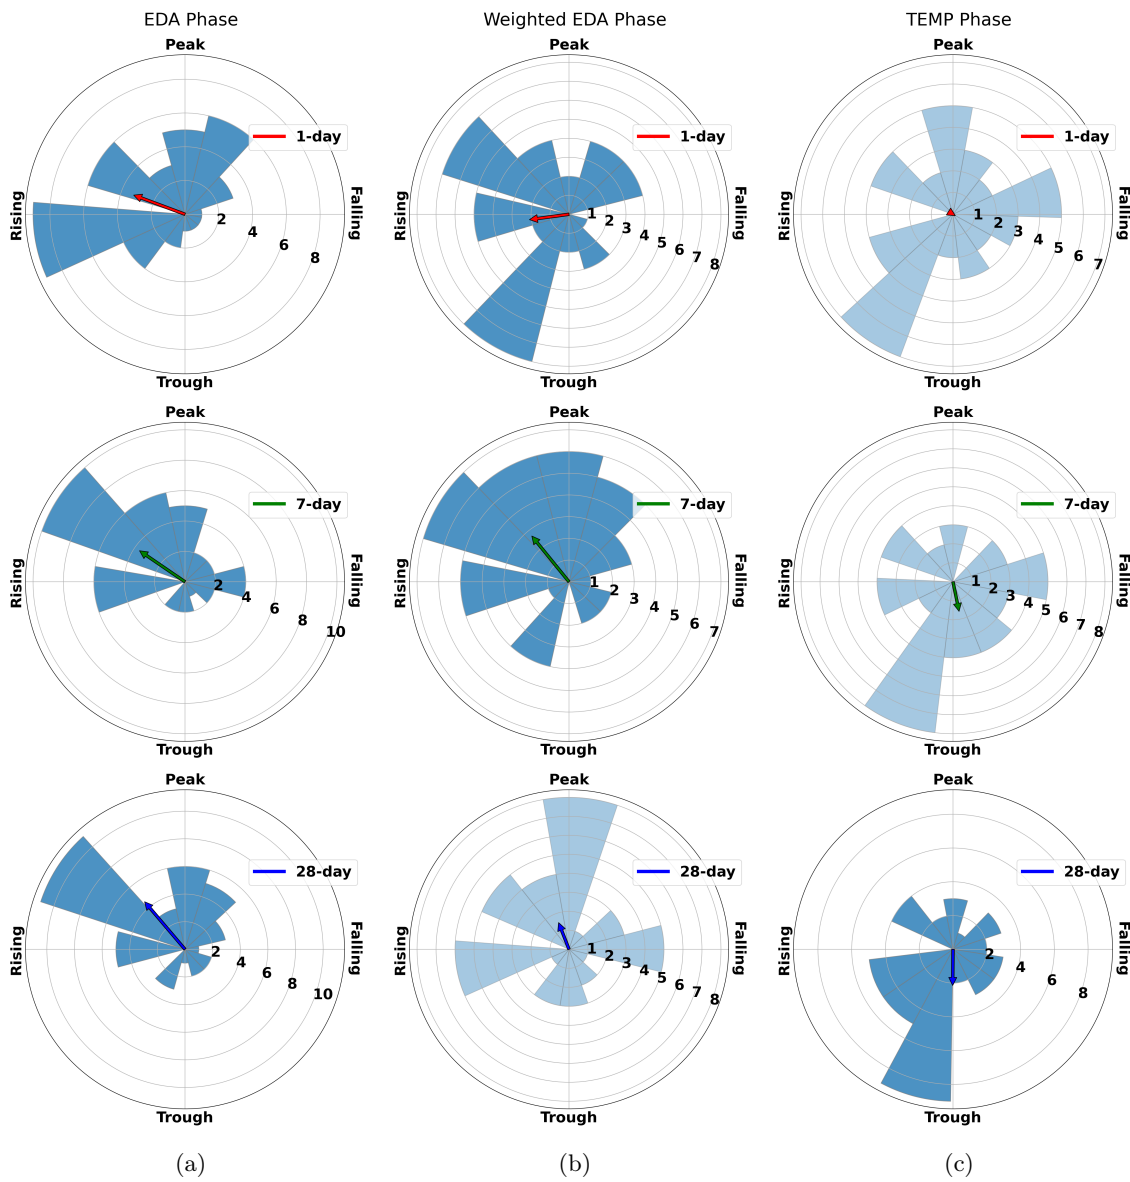 EDA Phase
Weighted EDA Phase
TEMP Phase
Peak
Peak
Peak
1-day
1-day
1-day
Rising
Falling
Rising
Falling
Rising
Falling
2
4
6
8
1
2
3
4
5
6
7
8
1
2
3
4
5
6
7
Trough
Trough
Trough
Peak
Peak
Peak
7-day
7-day
7-day
Rising
Falling
Rising
Falling
Rising
Falling
2
4
6
8
10
1
2
3
4
5
6
7
1
2
3
4
5
6
7
8
Trough
Trough
Trough
Peak
Peak
Peak
28-day
28-day
28-day
Rising
Falling
Rising
Falling
Rising
Falling
2
4
6
8
10
1
2
3
4
5
6
7
8
2
4
6
8
Trough
Trough
Trough
(a)
(b)
(c)